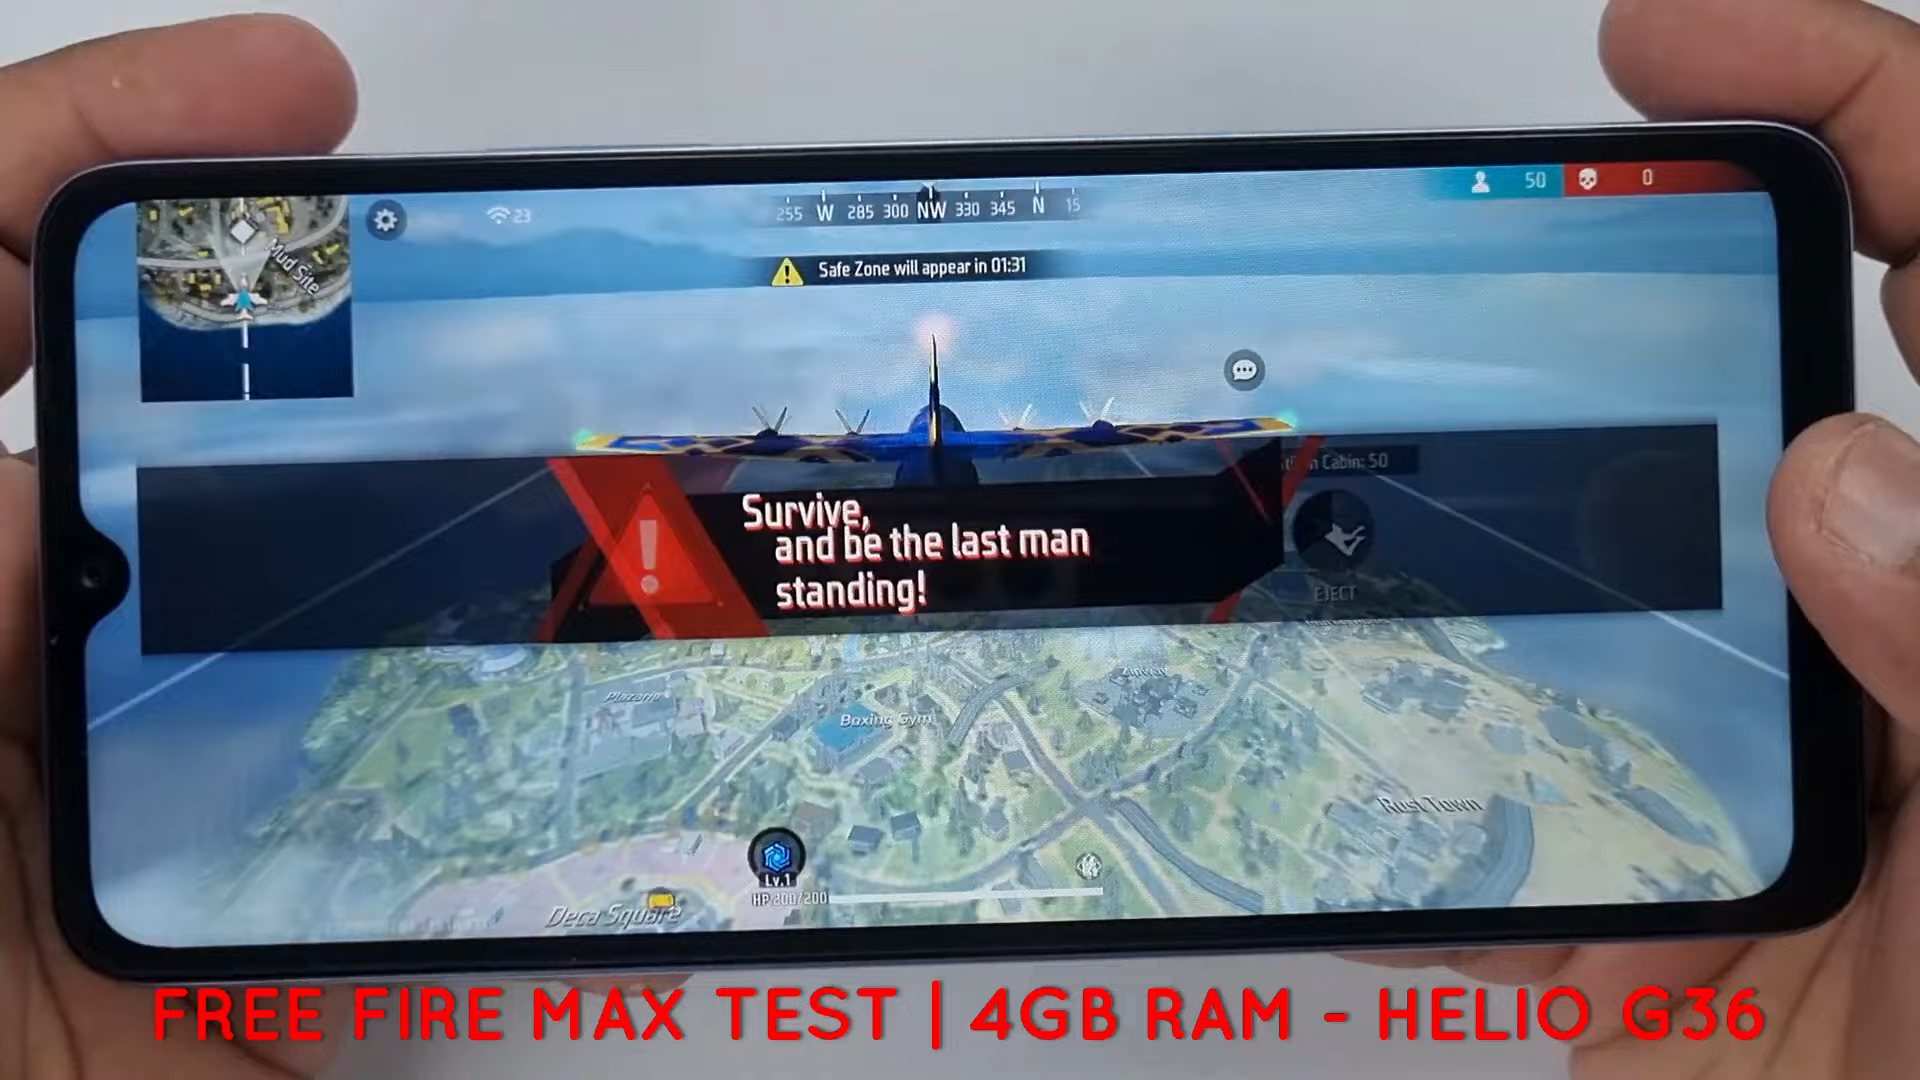 50
0
23
255 W 285 300 NW 330 345 N 15
Mud Site
Safe Zone will appear in 01:31
Cabin: 50
Survive,
and be the last man
standing!
EJECT
Zipway
Plazaria
Boxing Gym
Rust Town
Lv.1
HP 200/200
Deca Square
FREE FIRE MAX TEST | 4GB RAM - HELIO G36